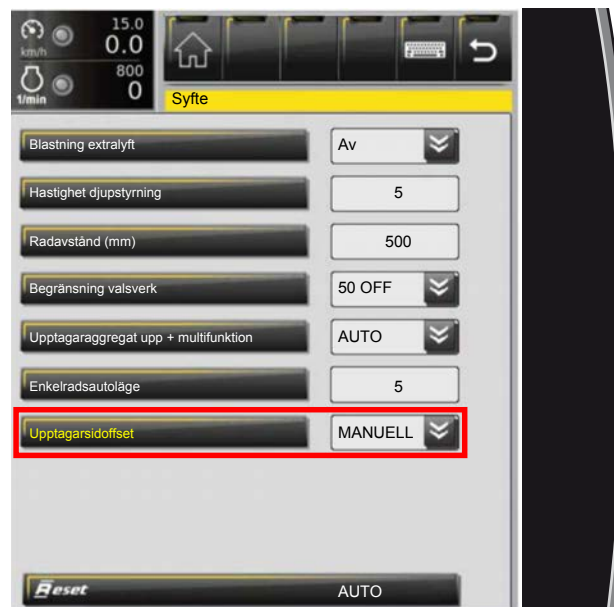 15.0
km/h 0.0
800
1/min 0
Syfte
Blastning extralyft Av
Hastighet djupstyrning 5
Radavstånd (mm) 500
Begränsning valsverk 50 OFF
Upptagaraggregat upp + multifunktion AUTO
Enkelradsautoläge 5
Upptagarsidoffset MANUELL
Reset AUTO